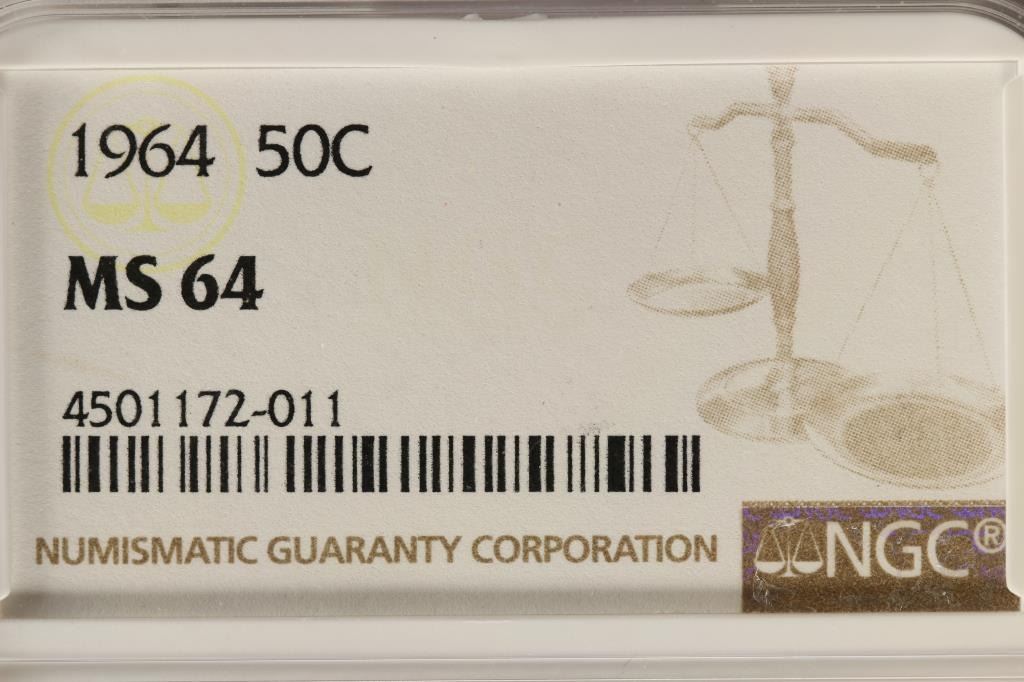 1964 50C
MS 64
4501172-011
NUMISMATIC GUARANTY CORPORATION
NGC®